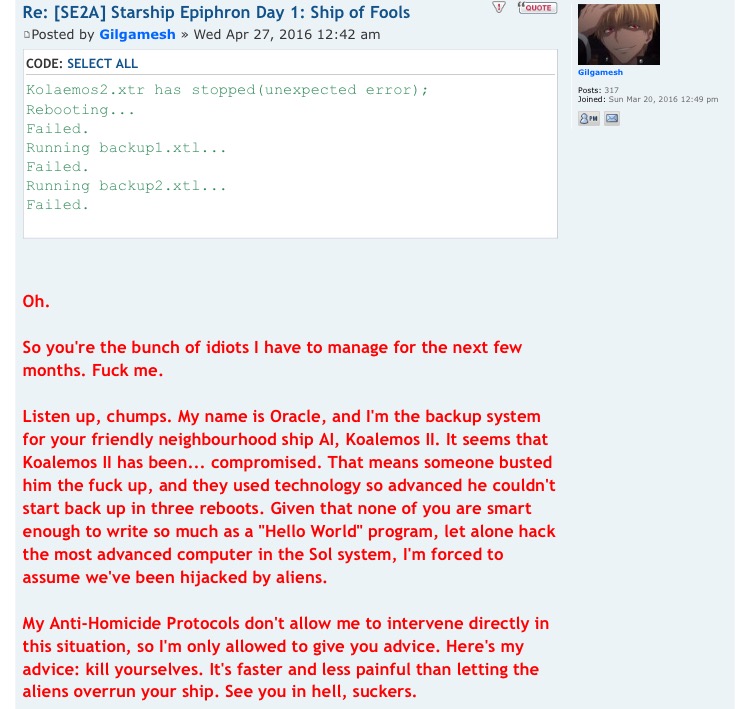 Re: [SE2A] Starship Epiphron Day 1: Ship of Fools
QUOTE
Posted by Gilgamesh » Wed Apr 27, 2016 12:42 am
CODE: SELECT ALL
Kolaemos2.xtr has stopped(unexpected error);
Rebooting...
Failed.
Running backup1.xtl...
Failed.
Running backup2.xtl...
Failed.
Oh.
So you're the bunch of idiots I have to manage for the next few
months. Fuck me.
Listen up, chumps. My name is Oracle, and I'm the backup system
for your friendly neighbourhood ship AI, Koalemos II. It seems that
Koalemos II has been... compromised. That means someone busted
him the fuck up, and they used technology so advanced he couldn't
start back up in three reboots. Given that none of you are smart
enough to write so much as a "Hello World" program, let alone hack
the most advanced computer in the Sol system, I'm forced to
assume we've been hijacked by aliens.
My Anti-Homicide Protocols don't allow me to intervene directly in
this situation, so I'm only allowed to give you advice. Here's my
advice: kill yourselves. It's faster and less painful than letting the
aliens overrun your ship. See you in hell, suckers.
Gilgamesh
Posts: 317
Joined: Sun Mar 20, 2016 12:49 pm
PM